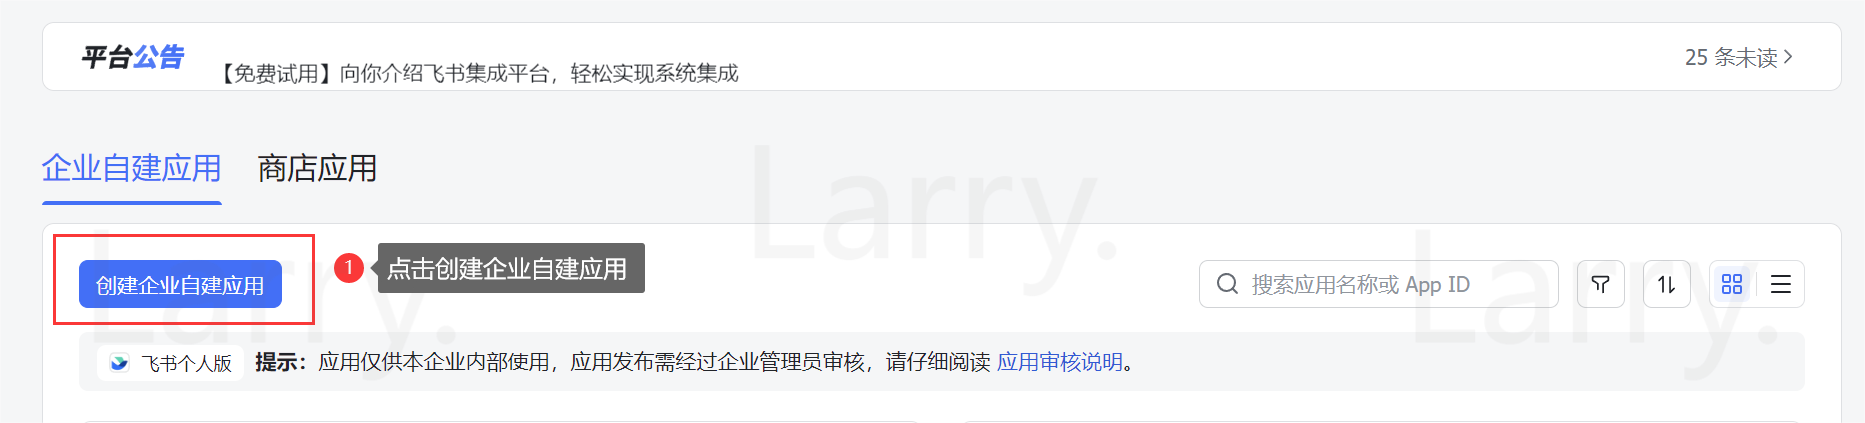 平台公告
【免费试用】向你介绍飞书集成平台，轻松实现系统集成
25 条未读
企业自建应用
商店应用
创建企业自建应用
1
点击创建企业自建应用
搜索应用名称或 App ID
飞书个人版
提示：应用仅供本企业内部使用，应用发布需经过企业管理员审核，请仔细阅读 应用审核说明。
Larry.
Larry.
Larry.